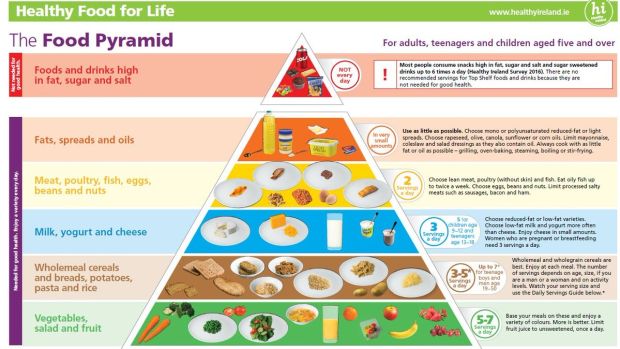 Healthy Food for Life
www.healthyireland.ie
hi
The Food Pyramid
For adults, teenagers and children aged five and over
Not needed for
good health.
Foods and drinks high
in fat, sugar and salt
NOT
every
day
!
Most people consume snacks high in fat, sugar and salt and sugar sweetened
drinks up to 6 times a day (Healthy Ireland Survey 2016). There are no
recommended servings for Top Shelf foods and drinks because they are
not needed for good health.
Needed for good health. Enjoy a variety every day.
Fats, spreads and oils
In very
small
amounts
Use as little as possible. Choose mono or polyunsaturated reduced-fat or light
spreads. Choose rapeseed, olive, canola, sunflower or corn oils. Limit mayonnaise,
coleslaw and salad dressings as they also contain oil. Always cook with as little
fat or oil as possible – grilling, oven-baking, steaming, boiling or stir-frying.
Meat, poultry, fish, eggs,
beans and nuts
2
Servings
a day
Choose lean meat, poultry (without skin) and fish. Eat oily fish up
to twice a week. Choose eggs, beans and nuts. Limit processed salty
meats such as sausages, bacon and ham.
Milk, yogurt and cheese
3
Servings
a day
5 for
children age
9–12 and
teenagers
age 13–18
Choose reduced-fat or low-fat varieties.
Choose low-fat milk and yogurt more often
than cheese. Enjoy cheese in small amounts.
Women who are pregnant or breastfeeding
need 3 servings a day.
Wholemeal cereals
and breads, potatoes,
pasta and rice
3-5*
Servings
a day
Up to 7*
for teenage
boys and
men age
19–50
Wholemeal and wholegrain cereals are
best. Enjoy at each meal. The number
of servings depends on age, size, if you
are a man or a woman and on activity
levels. Watch your serving size and
use the Daily Servings Guide below.*
Vegetables,
salad and fruit
5-7
Servings
a day
Base your meals on these and enjoy a
variety of colours. More is better. Limit
fruit juice to unsweetened, once a day.